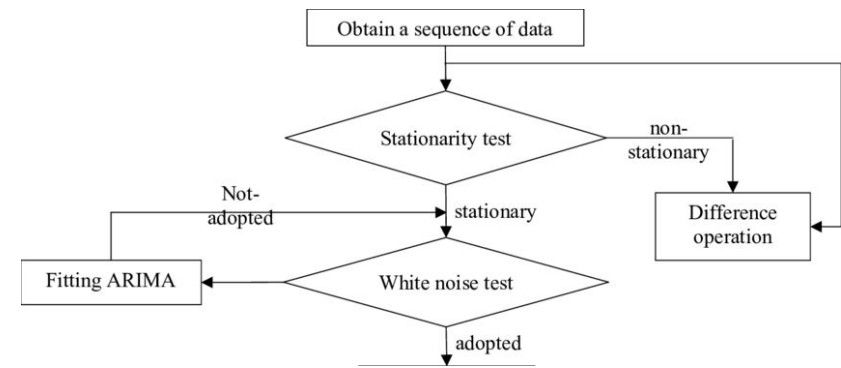 Obtain a sequence of data
Stationarity test
non-
stationary
Not-
adopted
stationary
Difference
operation
Fitting ARIMA
White noise test
adopted